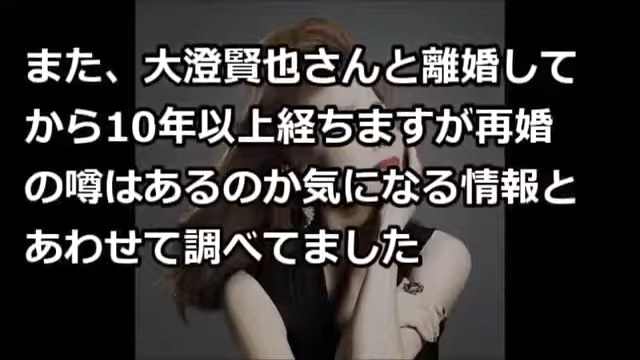 また、大澄賢也さんと離婚して
から10年以上経ちますが再婚
の噂はあるのか気になる情報と
あわせて調べてました